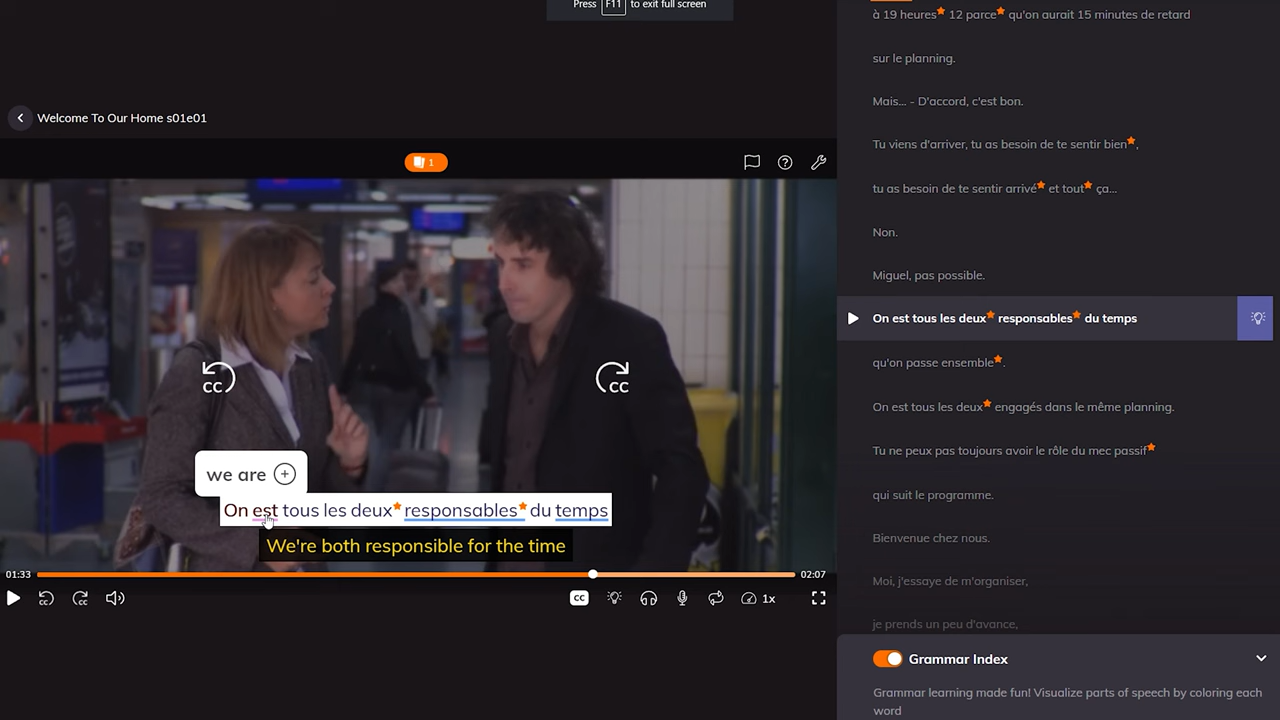 Press F11 to exit full screen
Welcome To Our Home s01e01
1
CC
CC
we are
On est tous les deux responsables du temps
We're both responsible for the time
01:33
02:07
CC
CC
CC
1x
à 19 heures 12 parce qu'on aurait 15 minutes de retard
sur le planning.
Mais... - D'accord, c'est bon.
Tu viens d'arriver, tu as besoin de te sentir bien,
tu as besoin de te sentir arrivé et tout ça...
Non.
Miguel, pas possible.
On est tous les deux responsables du temps
qu'on passe ensemble.
On est tous les deux engagés dans le même planning.
Tu ne peux pas toujours avoir le rôle du mec passif
qui suit le programme.
Bienvenue chez nous.
Moi, j'essaye de m'organiser,
je prends un peu d'avance,
Grammar Index
Grammar learning made fun! Visualize parts of speech by coloring each
word